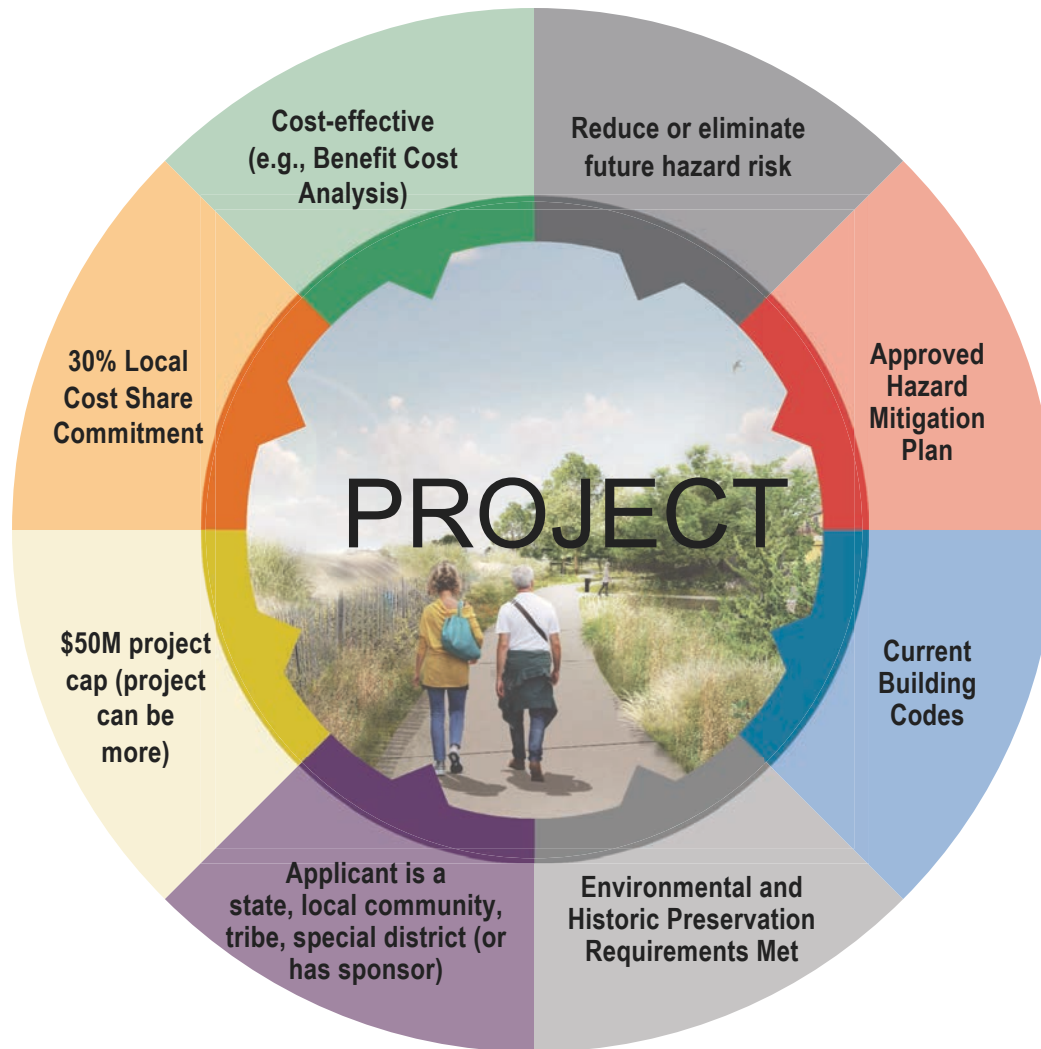 Cost-effective
(e.g., Benefit Cost
Analysis)
Reduce or eliminate
future hazard risk
30% Local
Cost Share
Commitment
Approved
Hazard
Mitigation
Plan
PROJECT
$50M project
cap (project
can be
more)
Current
Building
Codes
Applicant is a
state, local community,
tribe, special district (or
has sponsor)
Environmental and
Historic Preservation
Requirements Met